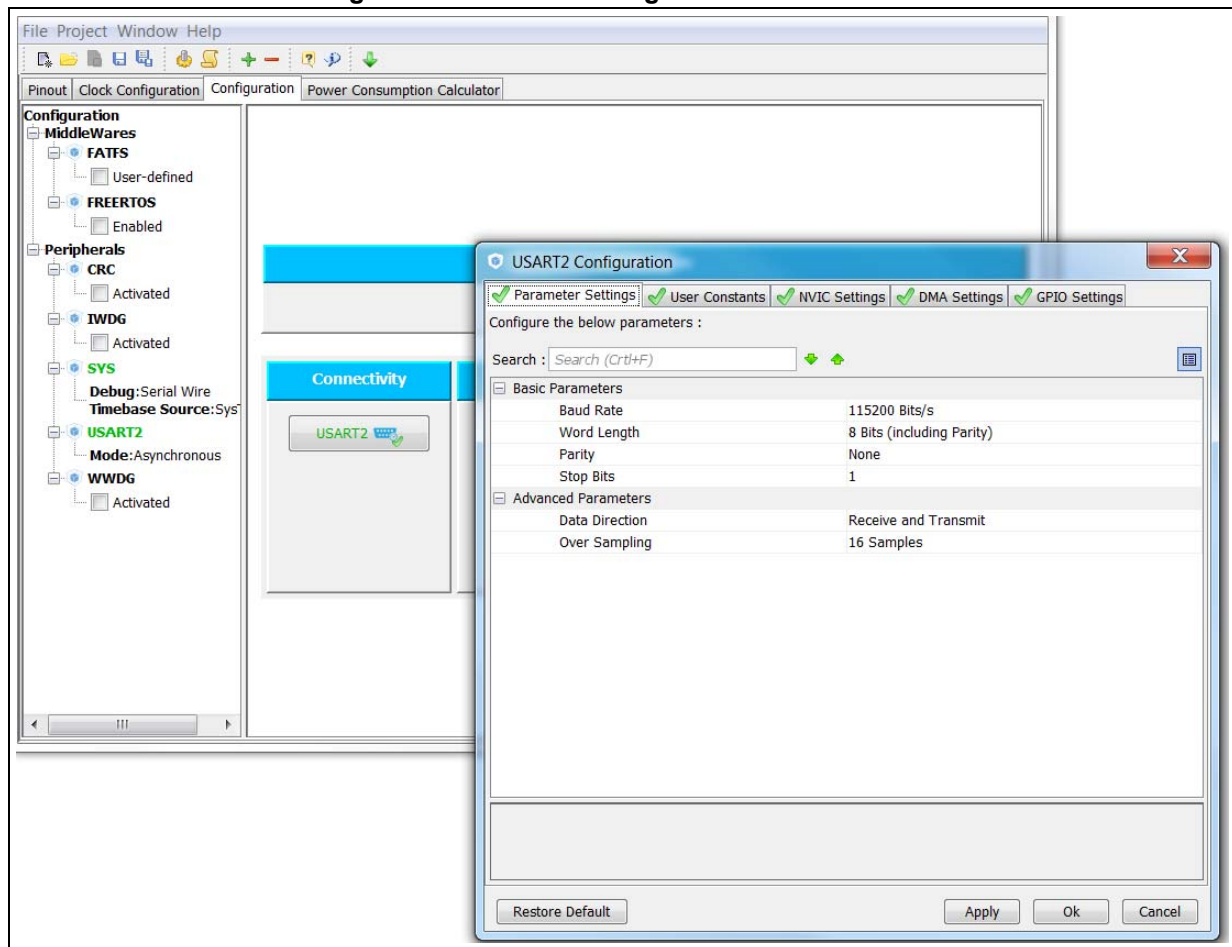 File Project Window Help
Pinout Clock Configuration Configuration Power Consumption Calculator
Configuration
MiddleWares
FATFS
User-defined
FREERTOS
Enabled
Peripherals
CRC
Activated
IWDG
Activated
SYS
Debug:Serial Wire
Timebase Source:Sys
USART2
Mode:Asynchronous
WWDG
Activated
Connectivity
USART2
USART2 Configuration
Parameter Settings User Constants NVIC Settings DMA Settings GPIO Settings
Configure the below parameters :
Search : Search (Crtl+F)
Basic Parameters
Baud Rate 115200 Bits/s
Word Length 8 Bits (including Parity)
Parity None
Stop Bits 1
Advanced Parameters
Data Direction Receive and Transmit
Over Sampling 16 Samples
Restore Default Apply Ok Cancel